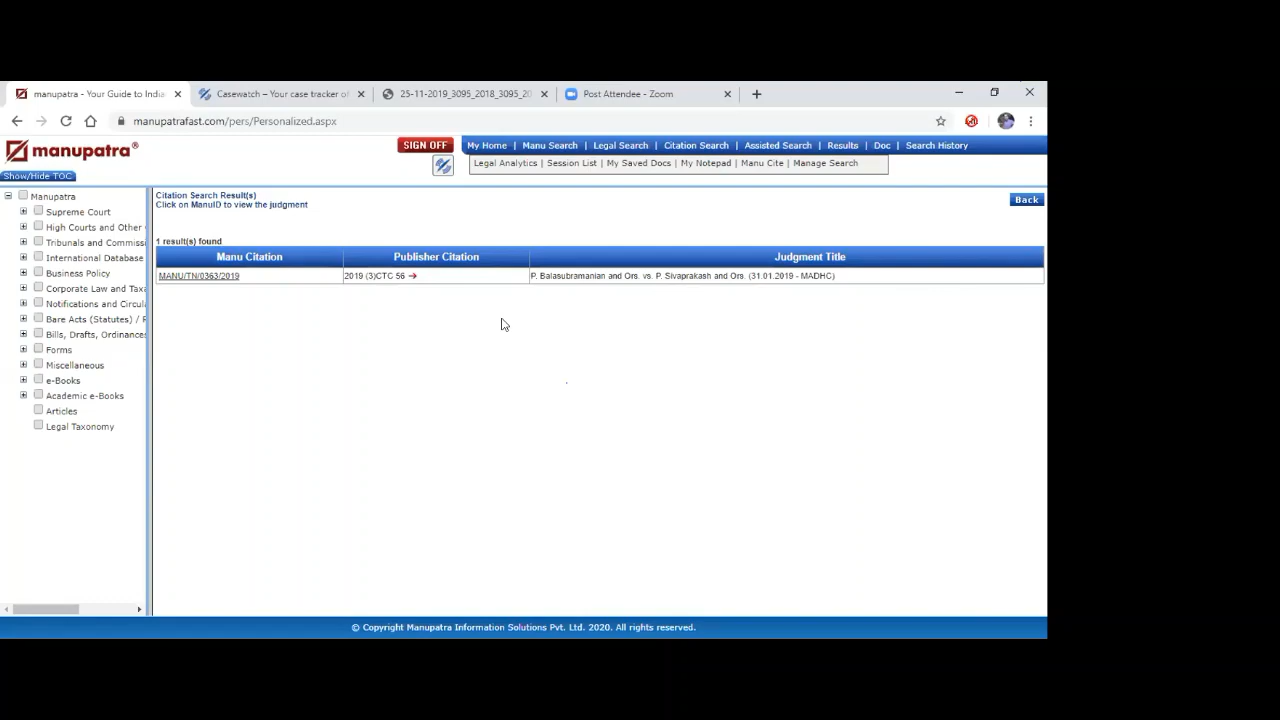 manupatra - Your Guide to India
Casewatch – Your case tracker of
25-11-2019_3095_2018_3095_20
Post Attendee - Zoom
manupatrafast.com/pers/Personalized.aspx
manupatra®
SIGN OFF
My Home | Manu Search | Legal Search | Citation Search | Assisted Search | Results | Doc | Search History
Legal Analytics | Session List | My Saved Docs | My Notepad | Manu Cite | Manage Search
Show/Hide TOC
Manupatra
Supreme Court
High Courts and Other
Tribunals and Commiss
International Database
Business Policy
Corporate Law and Taxa
Notifications and Circula
Bare Acts (Statutes) /
Bills, Drafts, Ordinances
Forms
Miscellaneous
e-Books
Academic e-Books
Articles
Legal Taxonomy
Citation Search Result(s)
Click on ManuID to view the judgment
Back
1 result(s) found
Manu Citation Publisher Citation Judgment Title
MANU/TN/0363/2019 2019 (3)CTC 56 P. Balasubramanian and Ors. vs. P. Sivaprakash and Ors. (31.01.2019 - MADHC)
© Copyright Manupatra Information Solutions Pvt. Ltd. 2020. All rights reserved.